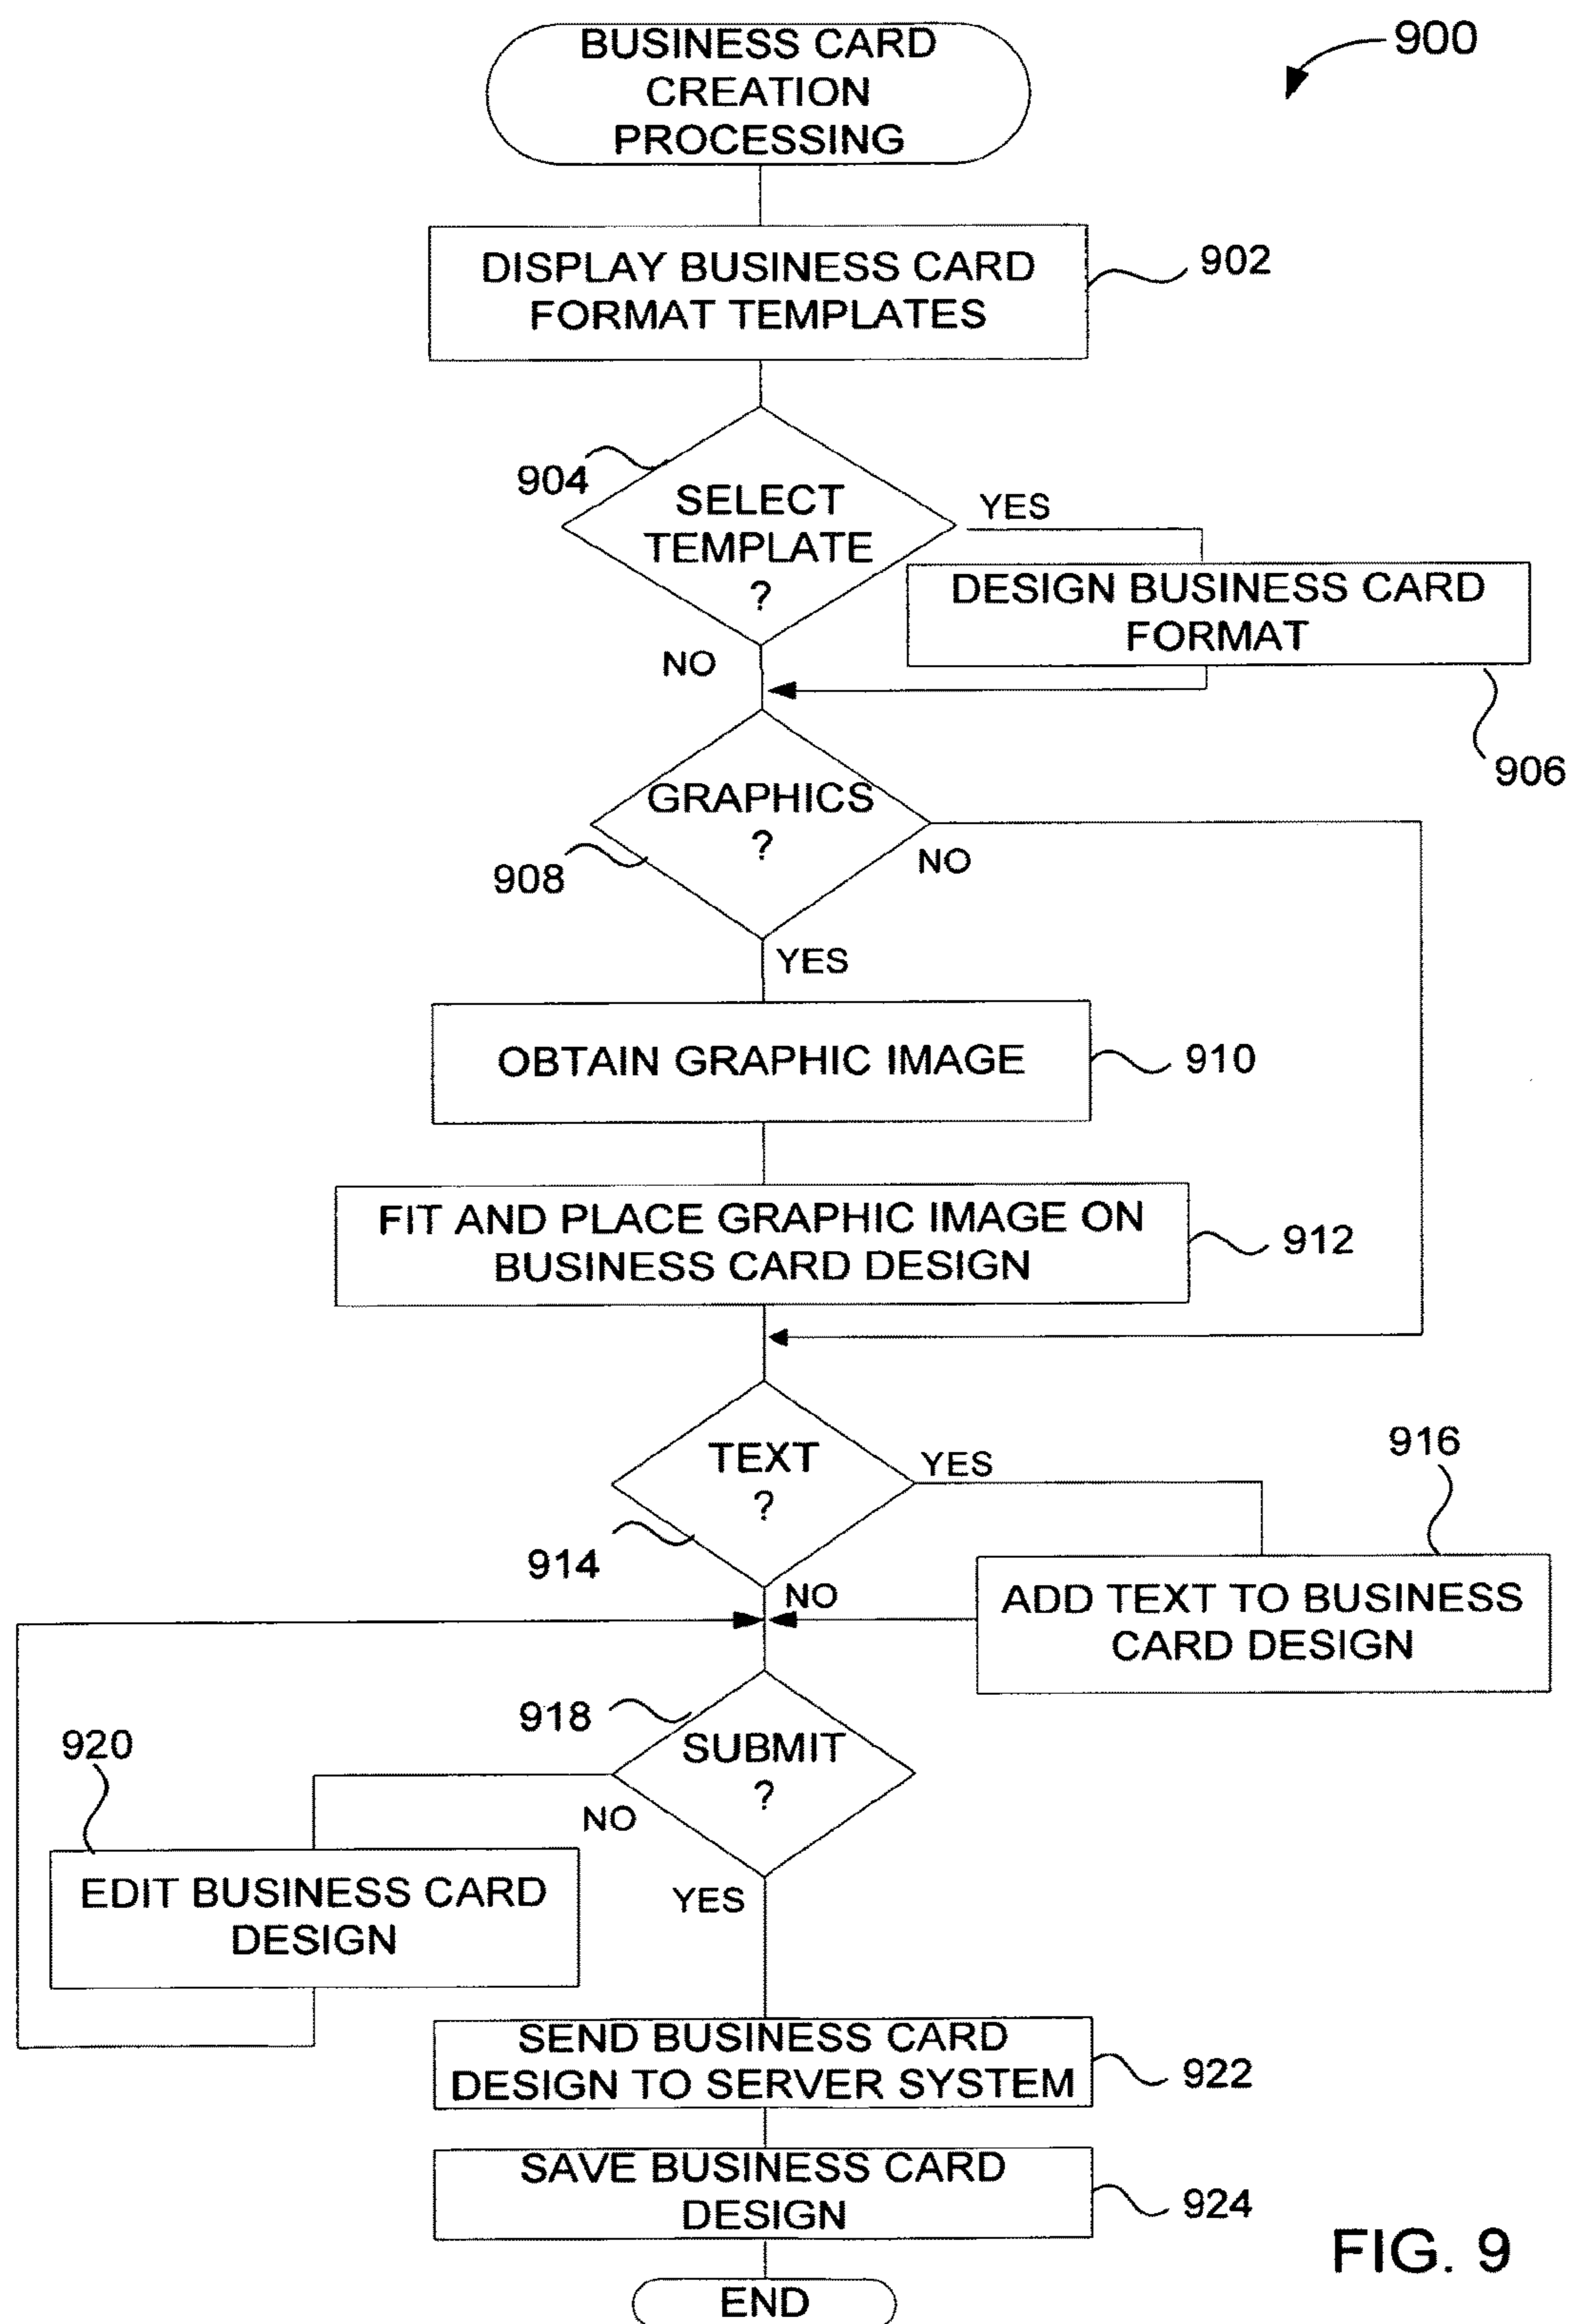 BUSINESS CARD
CREATION
PROCESSING
900
DISPLAY BUSINESS CARD
FORMAT TEMPLATES
902
904
SELECT
TEMPLATE
?
YES
DESIGN BUSINESS CARD
FORMAT
NO
906
GRAPHICS
?
908
NO
YES
OBTAIN GRAPHIC IMAGE
910
FIT AND PLACE GRAPHIC IMAGE ON
BUSINESS CARD DESIGN
912
TEXT
?
YES
916
914
NO
ADD TEXT TO BUSINESS
CARD DESIGN
918
SUBMIT
?
920
NO
EDIT BUSINESS CARD
DESIGN
YES
SEND BUSINESS CARD
DESIGN TO SERVER SYSTEM
922
SAVE BUSINESS CARD
DESIGN
924
FIG. 9
END